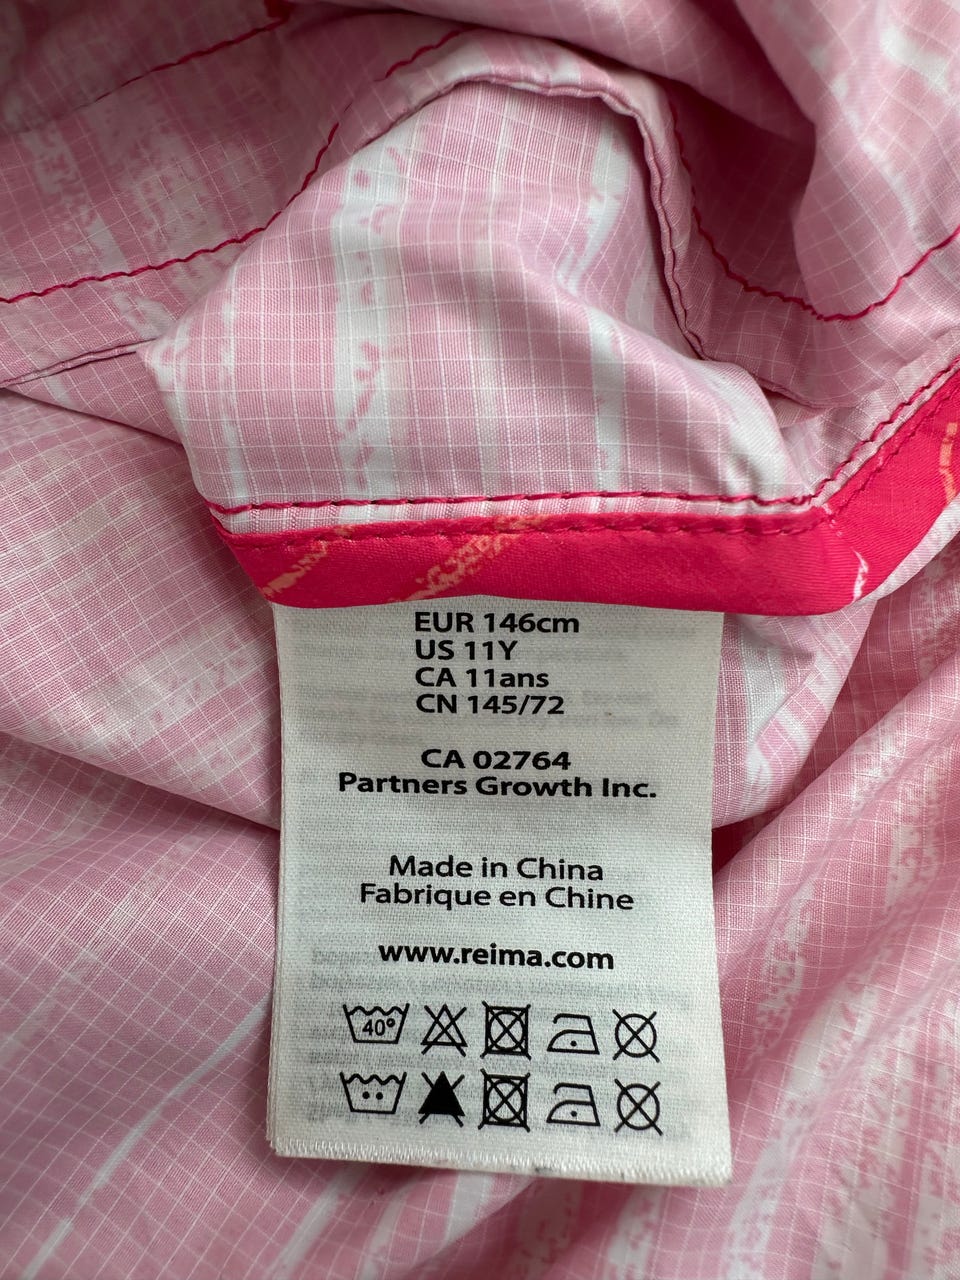 EUR 146cm
US 11Y
CA 11ans
CN 145/72
CA 02764
Partners Growth Inc.
Made in China
Fabrique en Chine
www.reima.com
40°